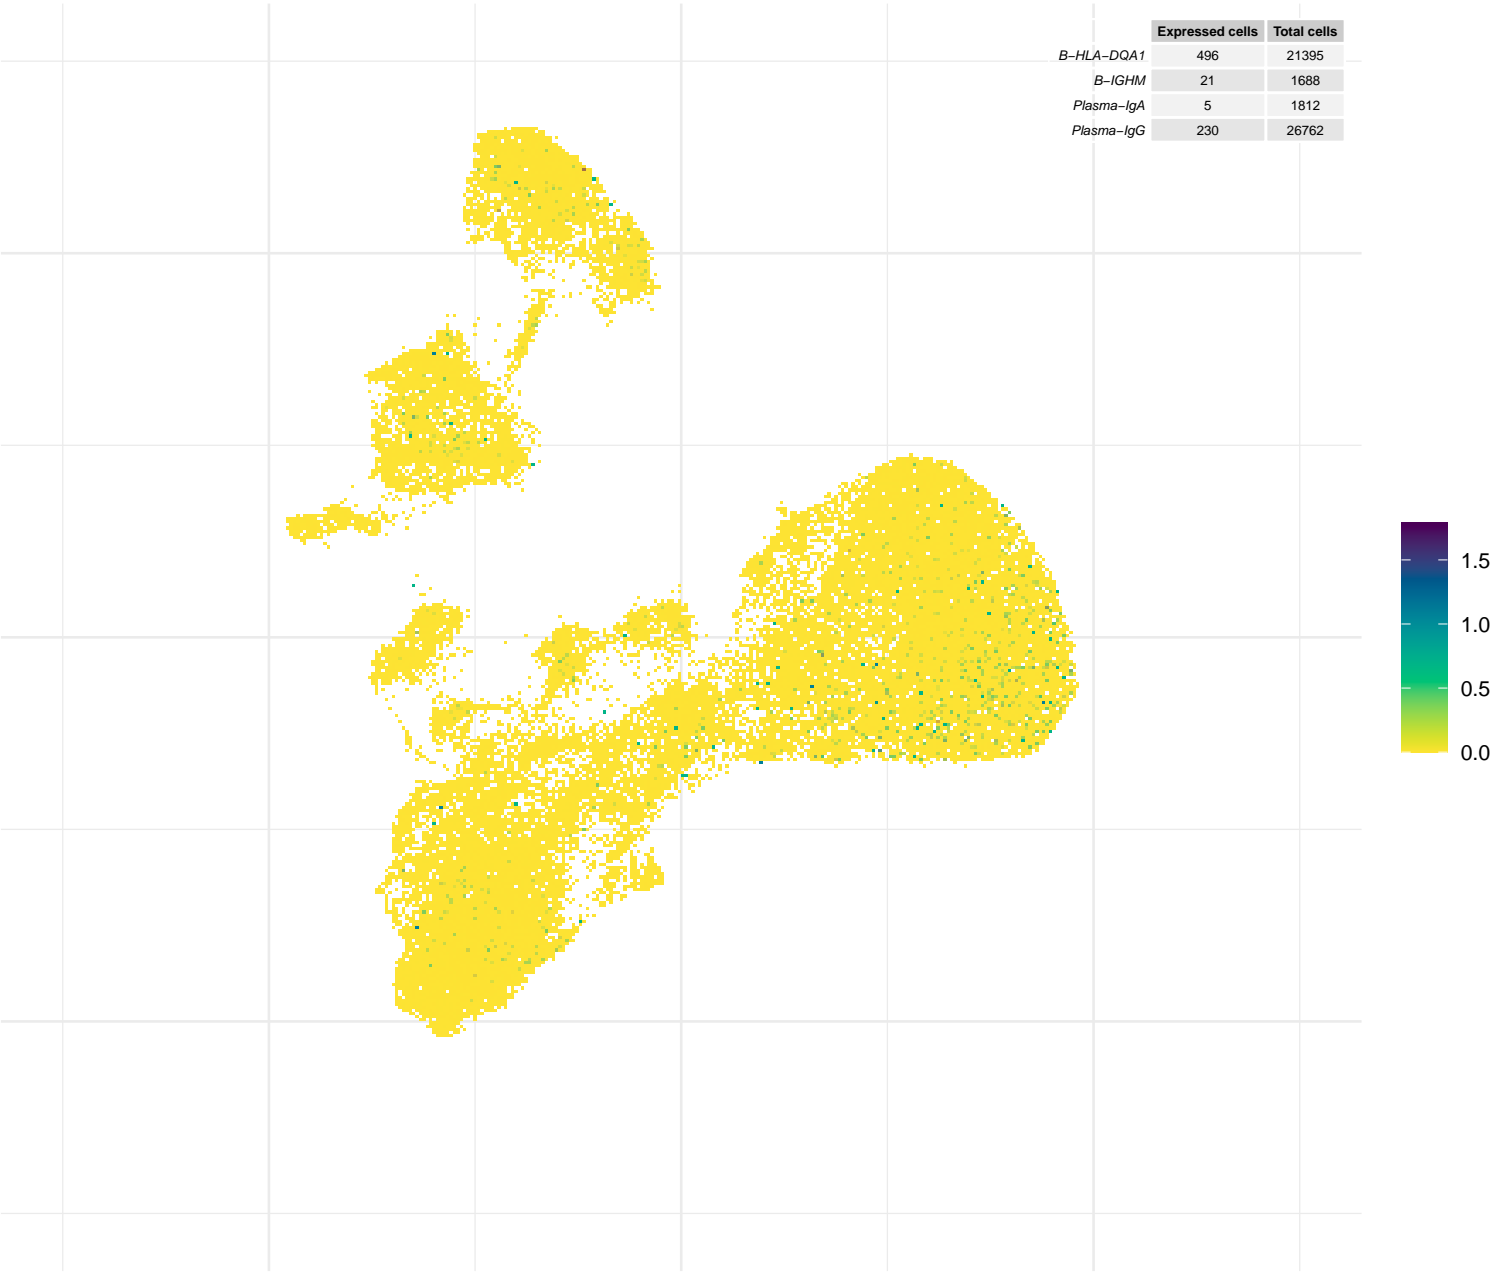 Expressed cells Total cells
B−HLA−DQA1 496 21395
B−IGHM 21 1688
Plasma−IgA 5 1812
Plasma−IgG 230 26762
1.5
1.0
0.5
0.0